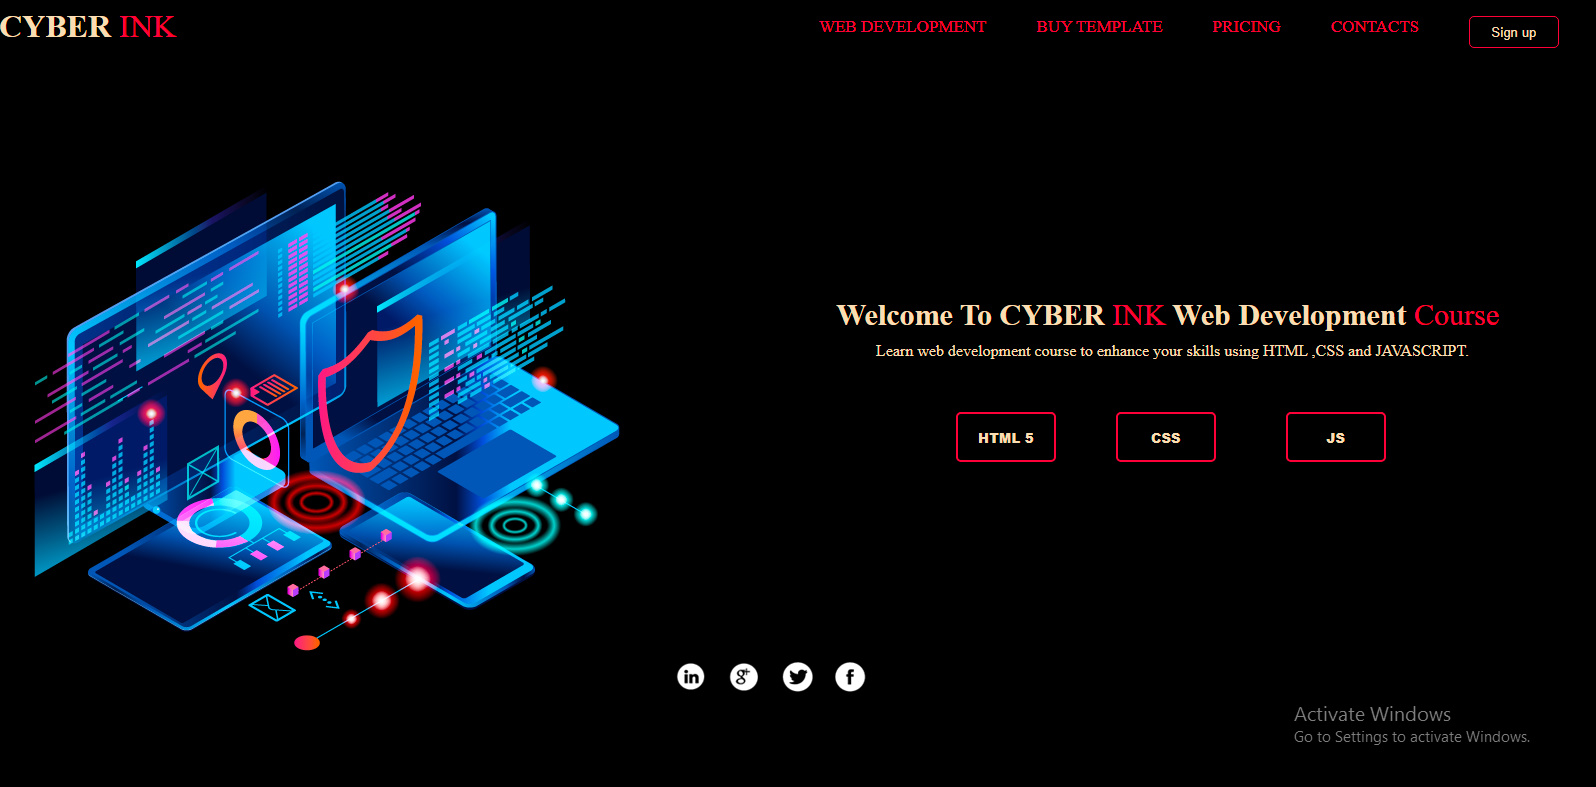 CYBER INK
WEB DEVELOPMENT
BUY TEMPLATE
PRICING
CONTACTS
Sign up
Welcome To CYBER INK Web Development Course
Learn web development course to enhance your skills using HTML ,CSS and JAVASCRIPT.
HTML 5
CSS
JS
in
g+
f
Activate Windows
Go to Settings to activate Windows.